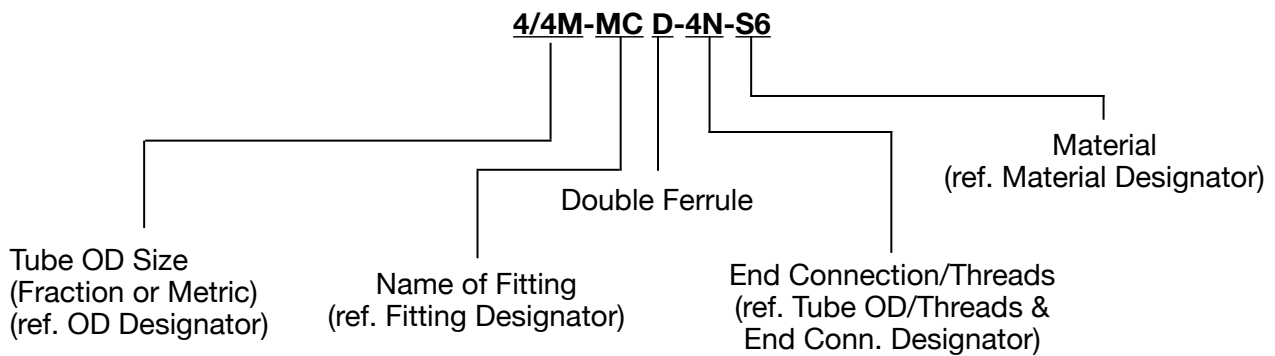 4/4M-MC D-4N-S6
Material
(ref. Material Designator)
Double Ferrule
Tube OD Size
(Fraction or Metric)
(ref. OD Designator)
Name of Fitting
(ref. Fitting Designator)
End Connection/Threads
(ref. Tube OD/Threads &
End Conn. Designator)